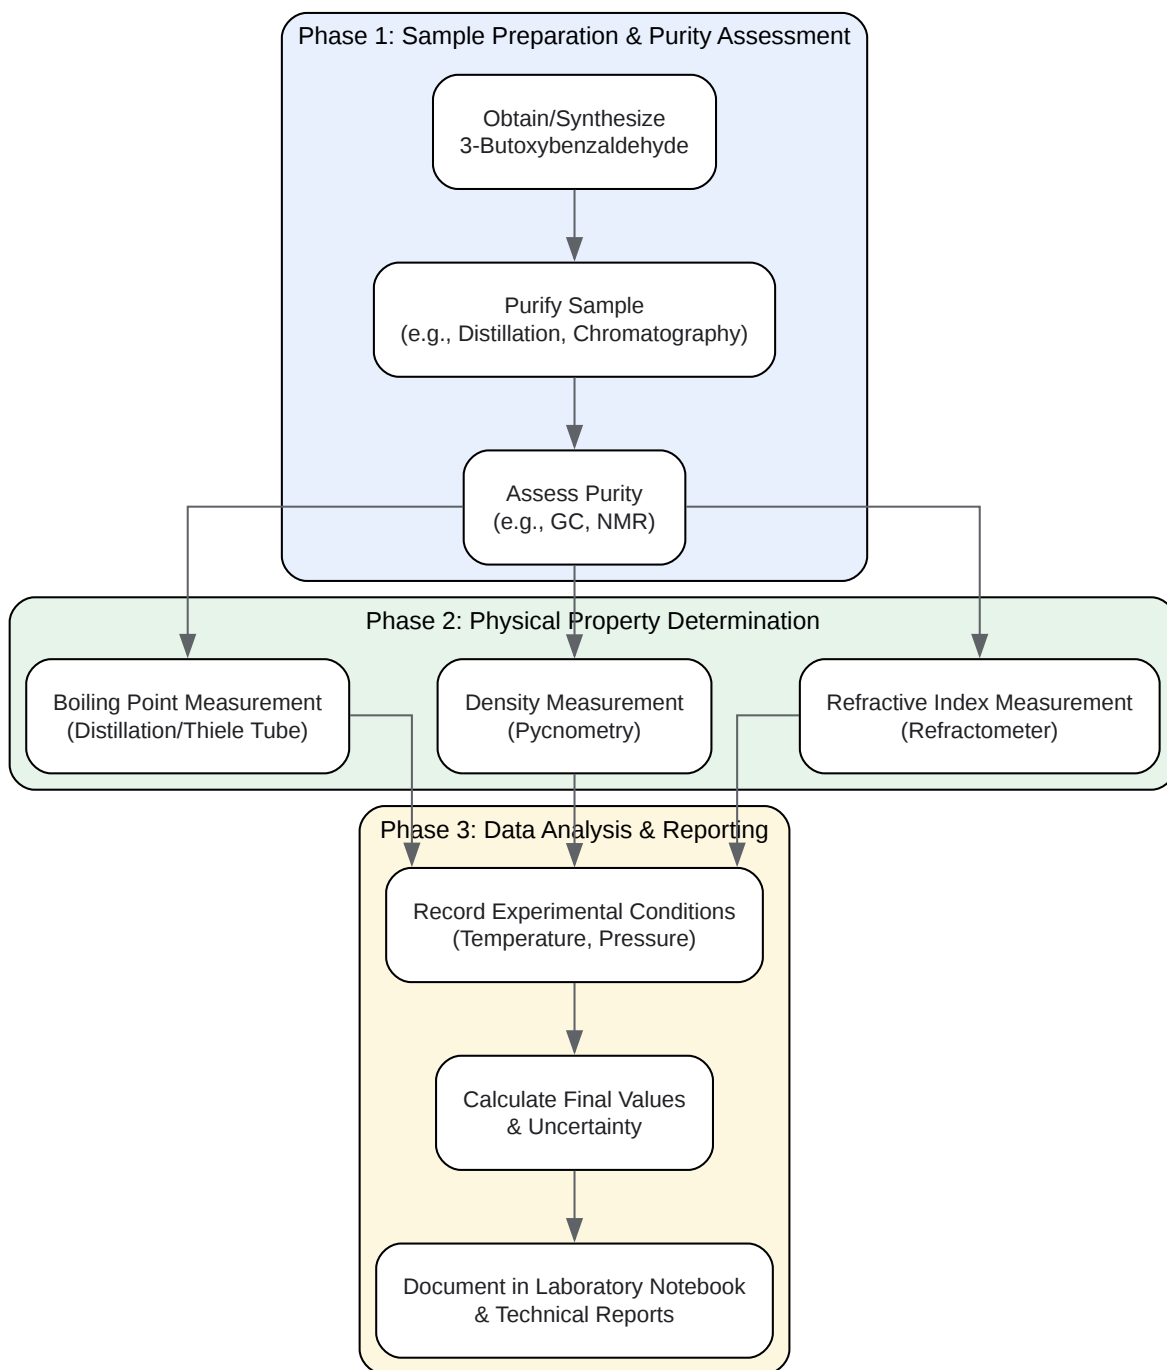 Phase 1: Sample Preparation & Purity Assessment
Obtain/Synthesize
3-Butoxybenzaldehyde
Purify Sample
(e.g., Distillation, Chromatography)
Assess Purity
(e.g., GC, NMR)
Phase 2: Physical Property Determination
Boiling Point Measurement
(Distillation/Thiele Tube)
Density Measurement
(Pycnometry)
Refractive Index Measurement
(Refractometer)
Phase 3: Data Analysis & Reporting
Record Experimental Conditions
(Temperature, Pressure)
Calculate Final Values
& Uncertainty
Document in Laboratory Notebook
& Technical Reports